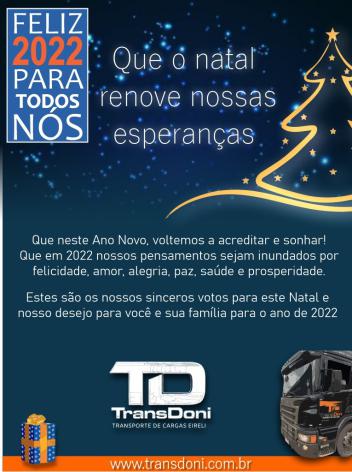 FELIZ
2022
PARA
TODOS
NÓS
Que o natal
renove nossas
esperanças
Que neste Ano Novo, voltemos a acreditar e sonhar!
Que em 2022 nossos pensamentos sejam inundados por
felicidade, amor, alegria, paz, saúde e prosperidade.
Estes são os nossos sinceros votos para este Natal e
nosso desejo para você e sua família para o ano de 2022
TD
TransDoni
TRANSPORTE DE CARGAS EIRELI
www.transdoni.com.br